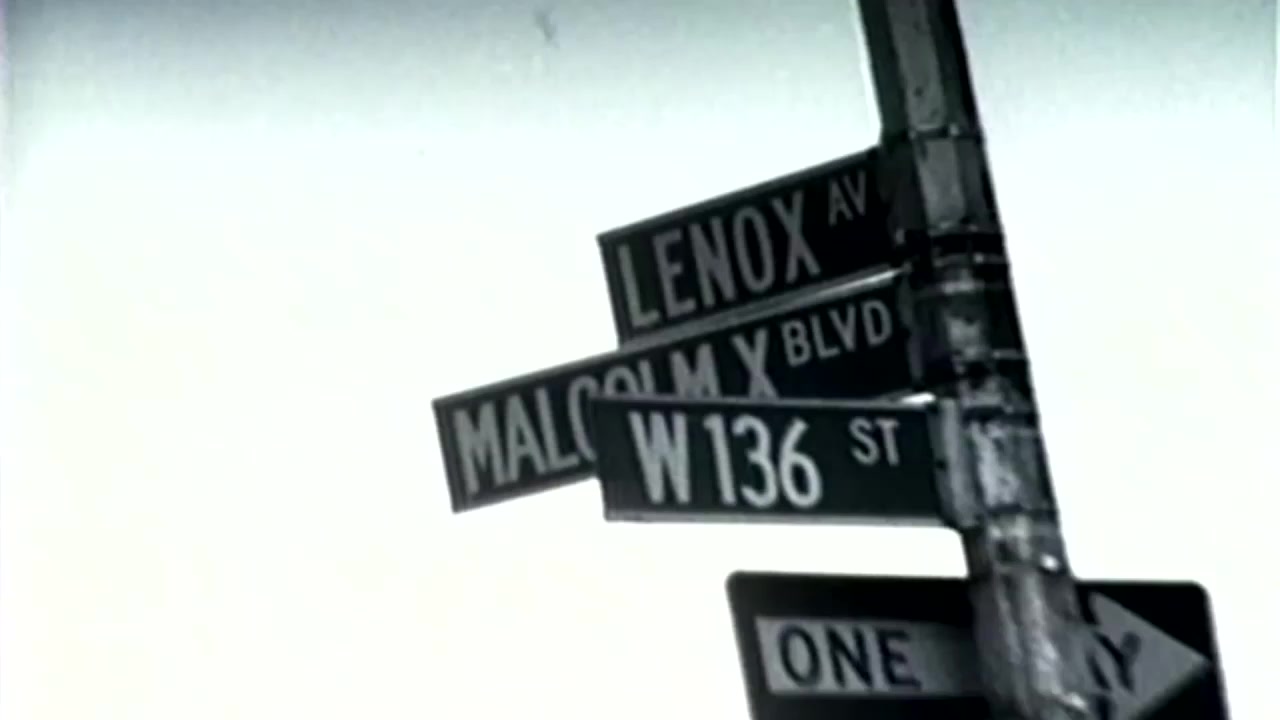 LENOX AV
MALCOLM X BLVD
W 136 ST
ONE